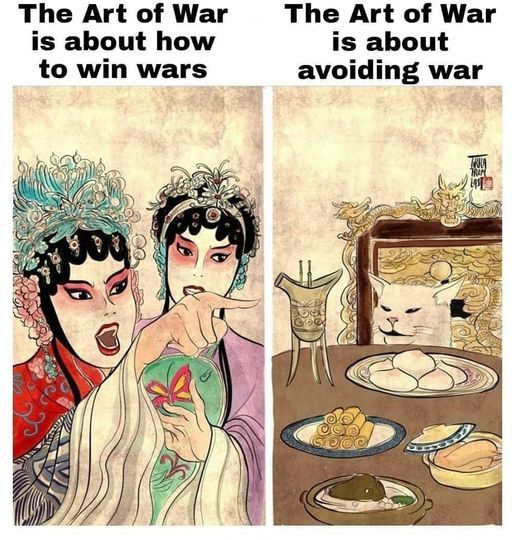 The Art of War
is about how
to win wars
The Art of War
is about
avoiding war